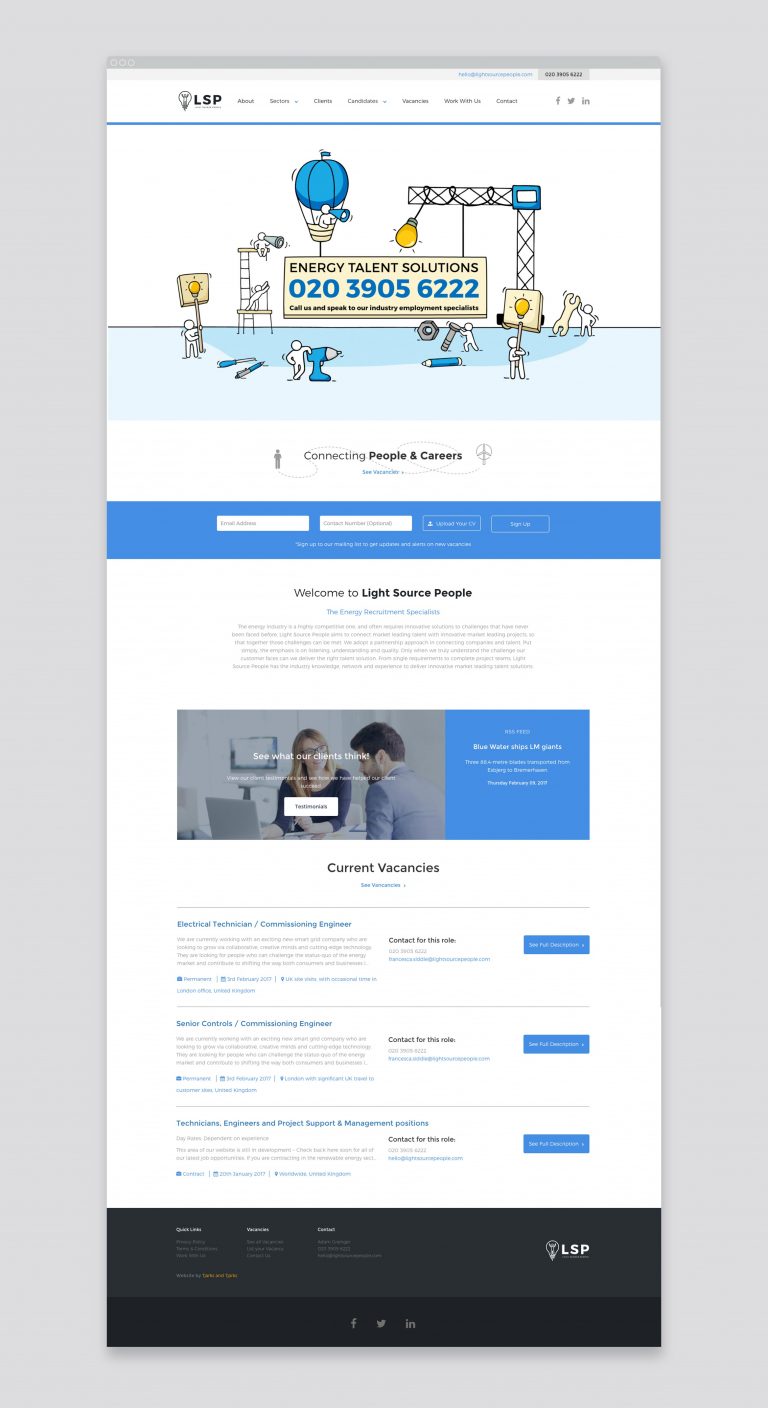 hello@lightsourcepeople.com 020 3905 6222
LSP
About Sectors Clients Candidates Vacancies Work With Us Contact
ENERGY TALENT SOLUTIONS
020 3905 6222
Call us and speak to our industry employment specialists
Connecting People & Careers
See Vacancies
Email Address Contact Number (Optional) Upload Your CV Sign Up
*Sign up to our mailing list to get updates and alerts on new vacancies
Welcome to Light Source People
The Energy Recruitment Specialists
The energy industry is a highly competitive one, and often requires innovative solutions to challenges that have never
been faced before. Light Source People aims to connect market leading talent with innovative market leading projects, so
that together those challenges can be met. We adopt a partnership approach in connecting companies and talent. Put
simply, the emphasis is on listening, understanding and quality. Only when we truly understand the challenge our
customer faces can we deliver the right talent solution. From single requirements to complete project teams, Light
Source People has the industry knowledge, network and experience to deliver innovative market leading talent solutions
See what our clients think!
View our client testimonials and see how we have helped our client
succeed
Testimonials
RSS FEED
Blue Water ships LM giants
Three 88.4-metre blades transported from
Esbjerg to Bremerhaven
Thursday February 09, 2017
Current Vacancies
See Vancancies
Electrical Technician / Commissioning Engineer
We are currently working with an exciting new smart grid company who are
looking to grow via collaborative, creative minds and cutting-edge technology.
They are looking for people who can challenge the status-quo of the energy
market and contribute to shifting the way both consumers and businesses i...
Permanent | 3rd February 2017 | UK site visits, with occasional time in
London office, United Kingdom
Contact for this role:
020 3905 6222
francesca.siddle@lightsourcepeople.com
See Full Description
Senior Controls / Commissioning Engineer
We are currently working with an exciting new smart grid company who are
looking to grow via collaborative, creative minds and cutting-edge technology.
They are looking for people who can challenge the status-quo of the energy
market and contribute to shifting the way both consumers and businesses i...
Permanent | 3rd February 2017 | London with significant UK travel to
customer sites, United Kingdom
Contact for this role:
020 3905 6222
francesca.siddle@lightsourcepeople.com
See Full Description
Technicians, Engineers and Project Support & Management positions
Day Rates: Dependent on experience
This area of our website is still in development – Check back here soon for all of
our latest job opportunities. If you are contracting in the renewable energy sect...
Contract | 20th January 2017 | Worldwide, United Kingdom
Contact for this role:
020 3905 6222
hello@lightsourcepeople.com
See Full Description
Quick Links Vacancies Contact
Privacy Policy See all Vacancies Adam Grainger
Terms & Conditions List your Vacancy 020 3905 6222
Work With Us Contact Us hello@lightsourcepeople.com
Website by Tjarks and Tjarks
LSP